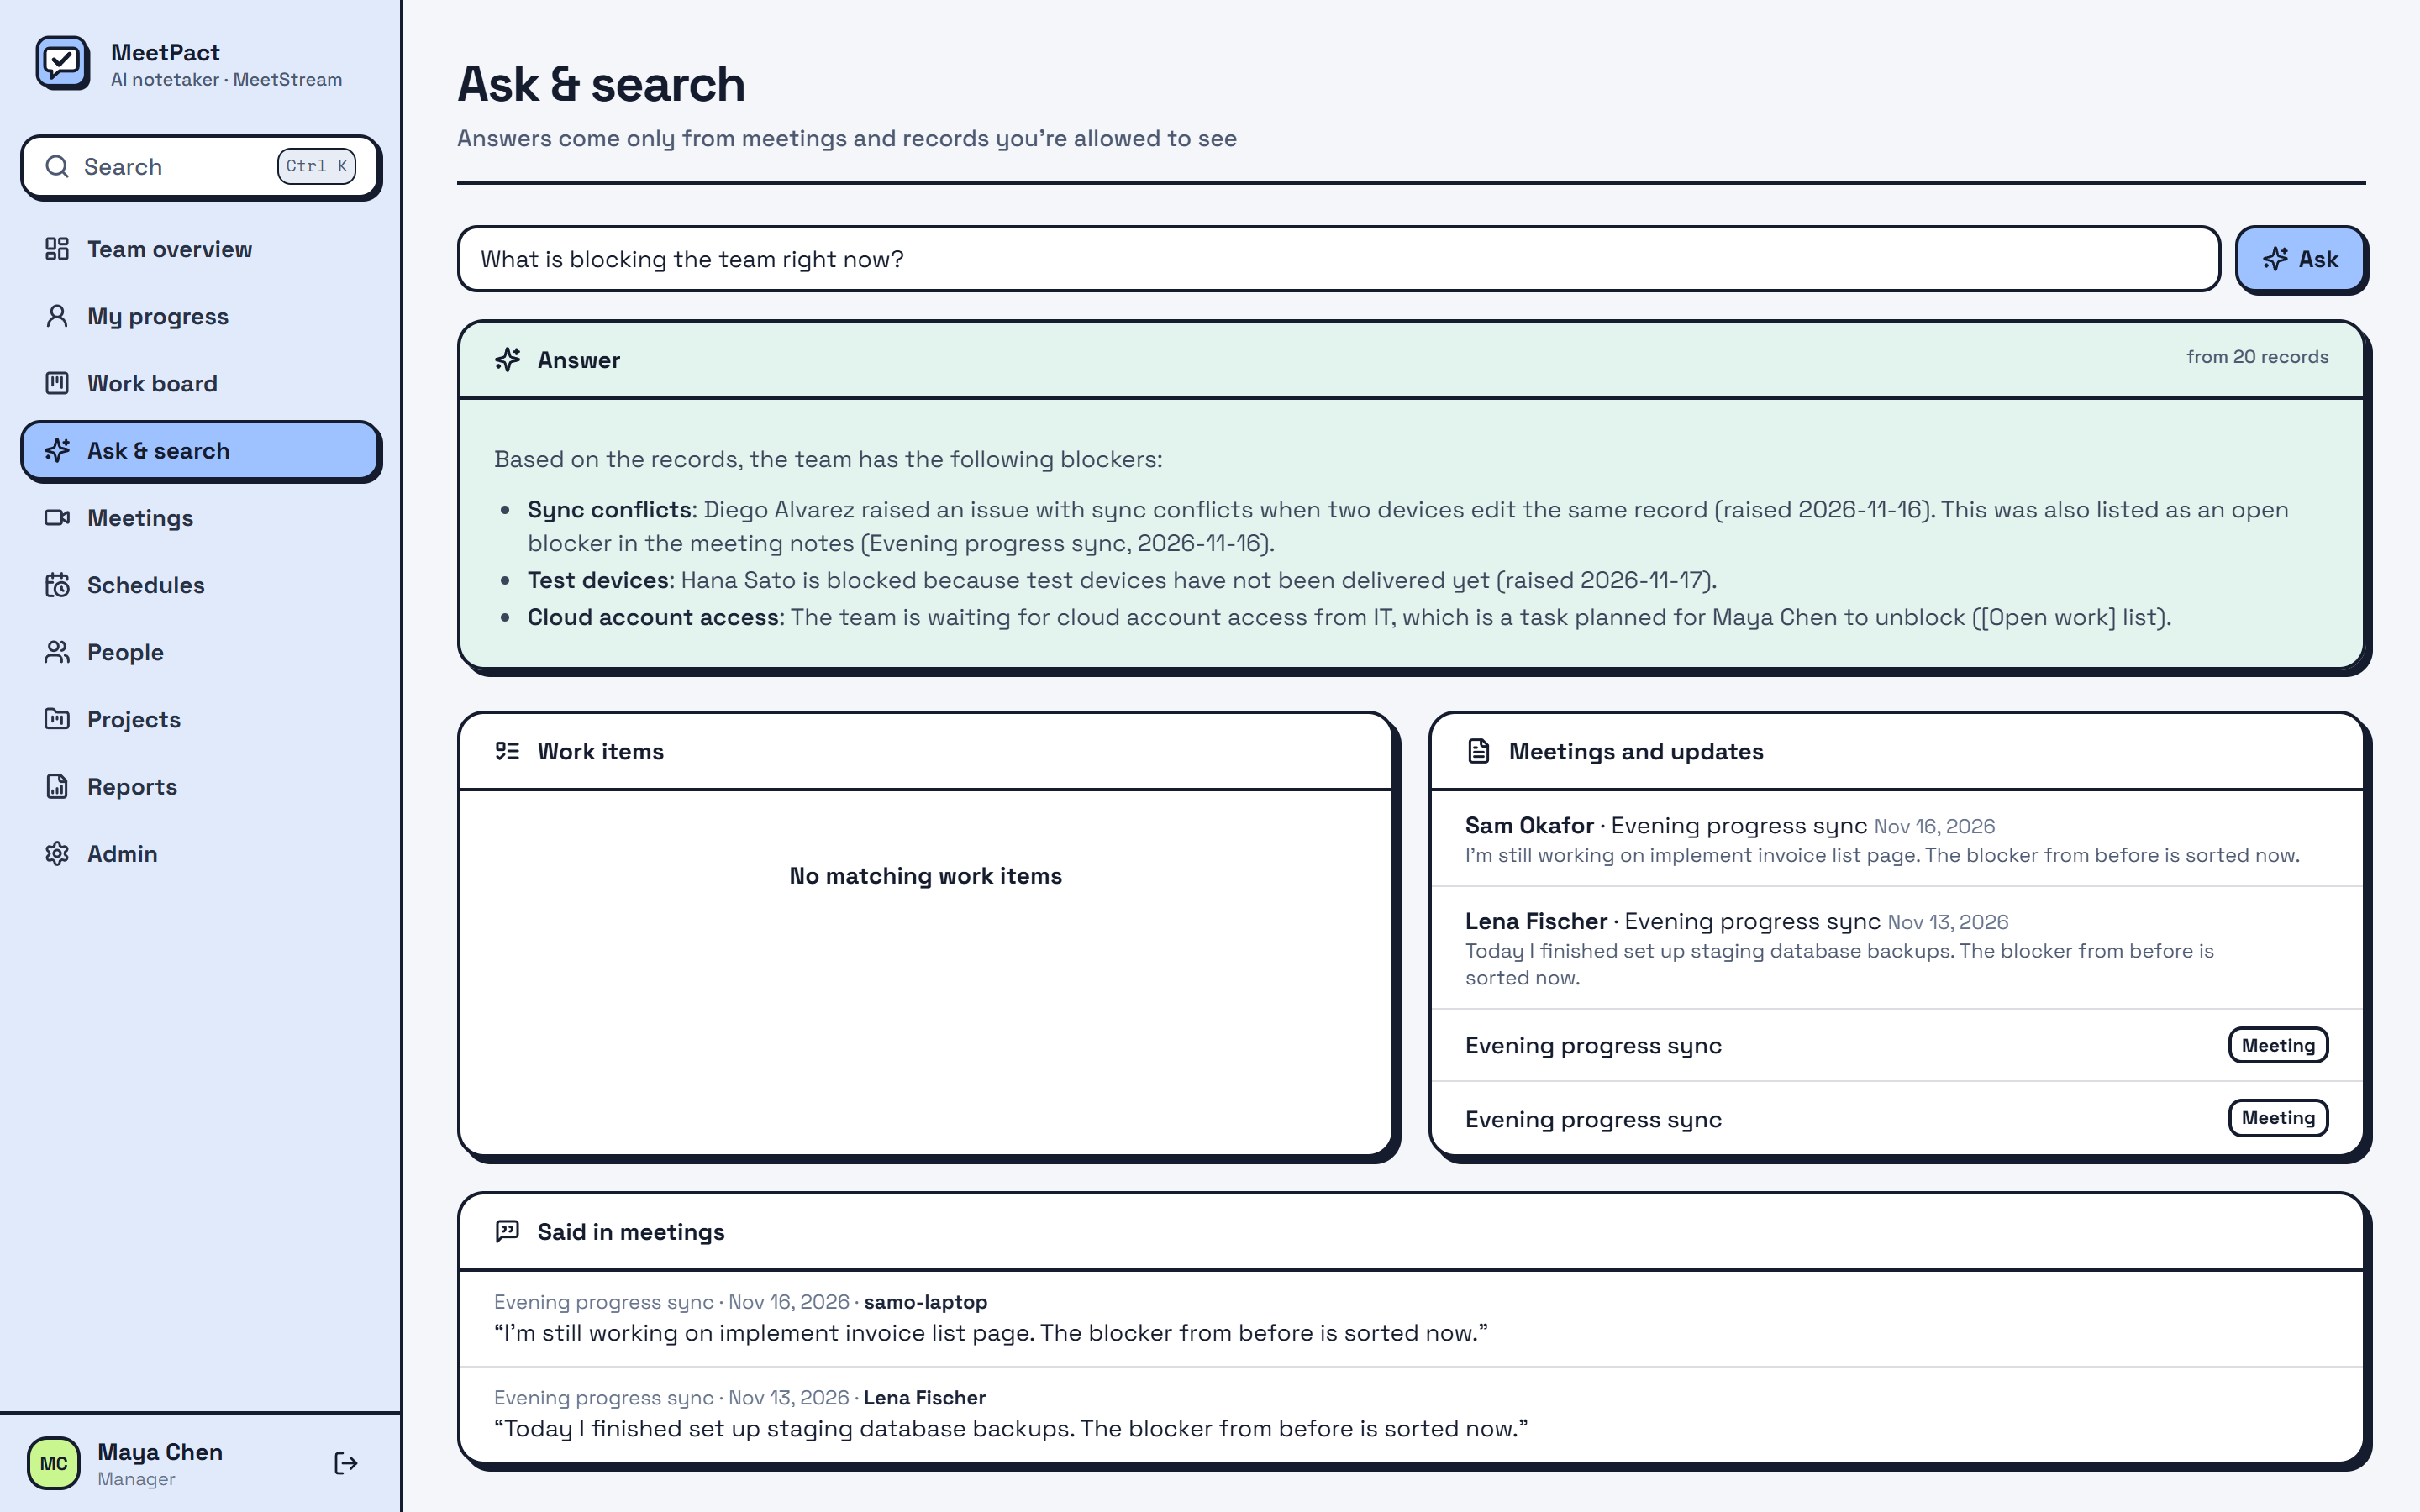 MeetPact
AI notetaker · MeetStream
Search
Ctrl K
Team overview
My progress
Work board
Ask & search
Meetings
Schedules
People
Projects
Reports
Admin
MC
Maya Chen
Manager
Ask & search
Answers come only from meetings and records you’re allowed to see
What is blocking the team right now?
Ask
Answer
from 20 records
Based on the records, the team has the following blockers:
• Sync conflicts: Diego Alvarez raised an issue with sync conflicts when two devices edit the same record (raised 2026-11-16). This was also listed as an open
blocker in the meeting notes (Evening progress sync, 2026-11-16).
• Test devices: Hana Sato is blocked because test devices have not been delivered yet (raised 2026-11-17).
• Cloud account access: The team is waiting for cloud account access from IT, which is a task planned for Maya Chen to unblock ([Open work] list).
Work items
No matching work items
Meetings and updates
Sam Okafor · Evening progress sync Nov 16, 2026
I’m still working on implement invoice list page. The blocker from before is sorted now.
Lena Fischer · Evening progress sync Nov 13, 2026
Today I finished set up staging database backups. The blocker from before is
sorted now.
Evening progress sync
Meeting
Evening progress sync
Meeting
Said in meetings
Evening progress sync · Nov 16, 2026 · samo-laptop
“I’m still working on implement invoice list page. The blocker from before is sorted now.”
Evening progress sync · Nov 13, 2026 · Lena Fischer
“Today I finished set up staging database backups. The blocker from before is sorted now.”